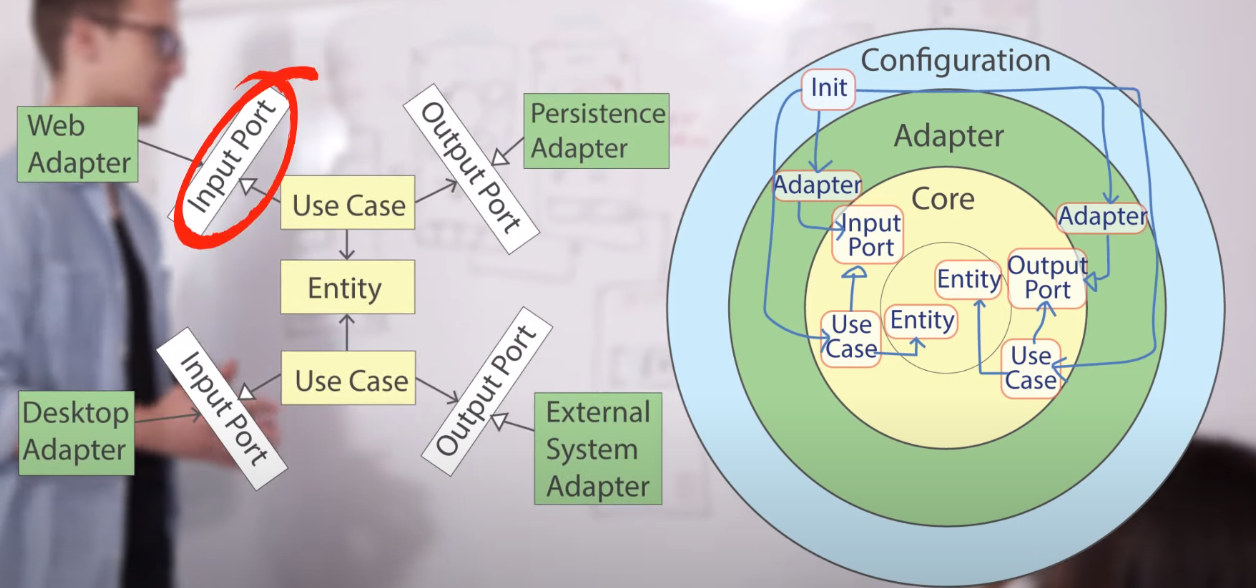 Web
Adapter
Input Port
Output Port
Persistence
Adapter
Use Case
Entity
Use Case
Input Port
Output Port
Desktop
Adapter
External
System
Adapter
Configuration
Init
Adapter
Adapter
Core
Input
Port
Adapter
Entity
Output
Port
Use
Case
Entity
Use
Case